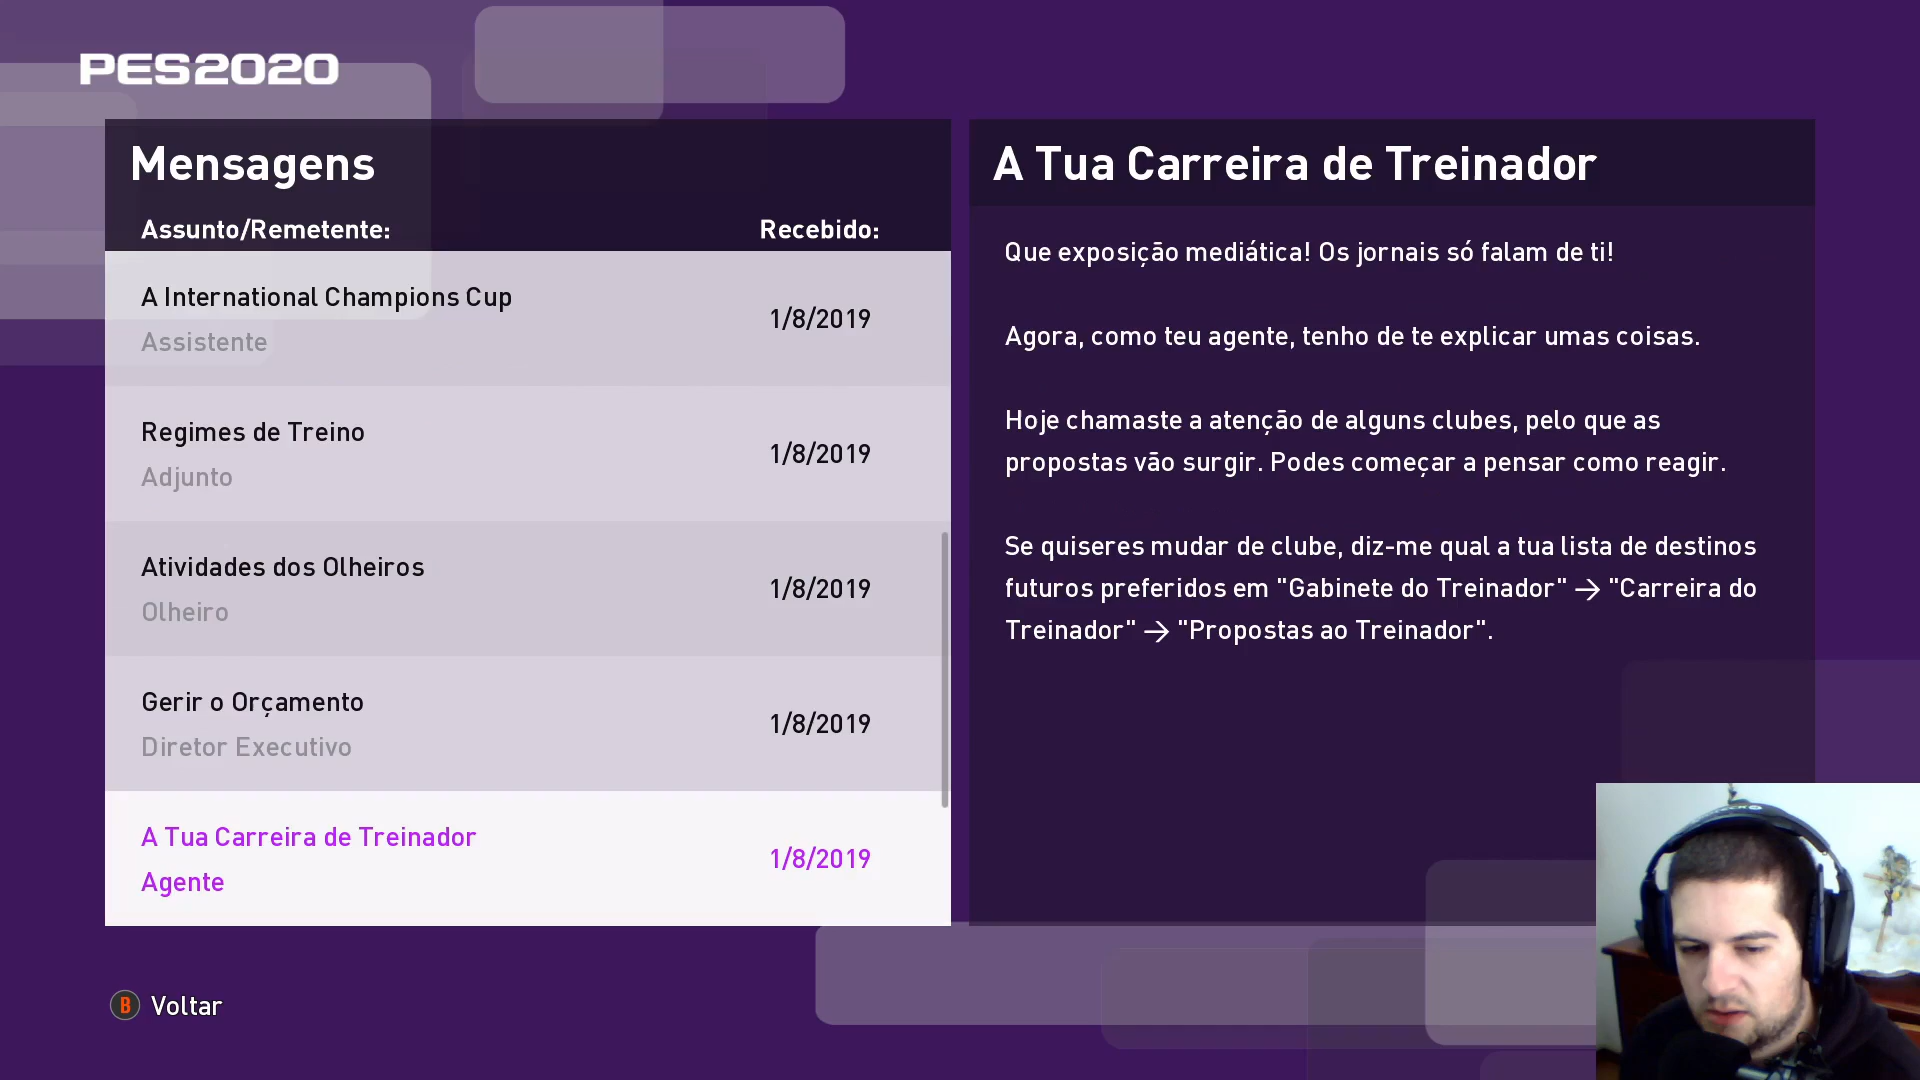 PES2020
Mensagens
Assunto/Remetente: Recebido:
A International Champions Cup
Assistente
1/8/2019
Regimes de Treino
Adjunto
1/8/2019
Atividades dos Olheiros
Olheiro
1/8/2019
Gerir o Orçamento
Diretor Executivo
1/8/2019
A Tua Carreira de Treinador
Agente
1/8/2019
A Tua Carreira de Treinador
Que exposição mediática! Os jornais só falam de ti!
Agora, como teu agente, tenho de te explicar umas coisas.
Hoje chamaste a atenção de alguns clubes, pelo que as
propostas vão surgir. Podes começar a pensar como reagir.
Se quiseres mudar de clube, diz-me qual a tua lista de destinos
futuros preferidos em "Gabinete do Treinador" → "Carreira do
Treinador" → "Propostas ao Treinador".
B Voltar